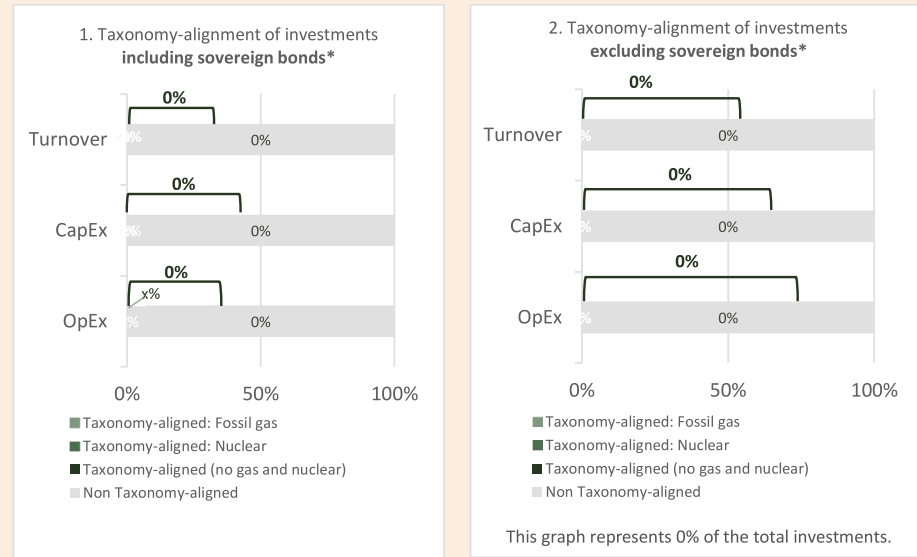 1. Taxonomy-alignment of investments
including sovereign bonds*
0%
Turnover
0%
0%
CapEx
0%
0%
x%
OpEx
%
0%
0%
50%
100%
Taxonomy-aligned: Fossil gas
Taxonomy-aligned: Nuclear
Taxonomy-aligned (no gas and nuclear)
Non Taxonomy-aligned
2. Taxonomy-alignment of investments
excluding sovereign bonds*
0%
Turnover
%
0%
0%
CapEx
%
0%
0%
OpEx
%
0%
0%
50%
100%
Taxonomy-aligned: Fossil gas
Taxonomy-aligned: Nuclear
Taxonomy-aligned (no gas and nuclear)
Non Taxonomy-aligned
This graph represents 0% of the total investments.